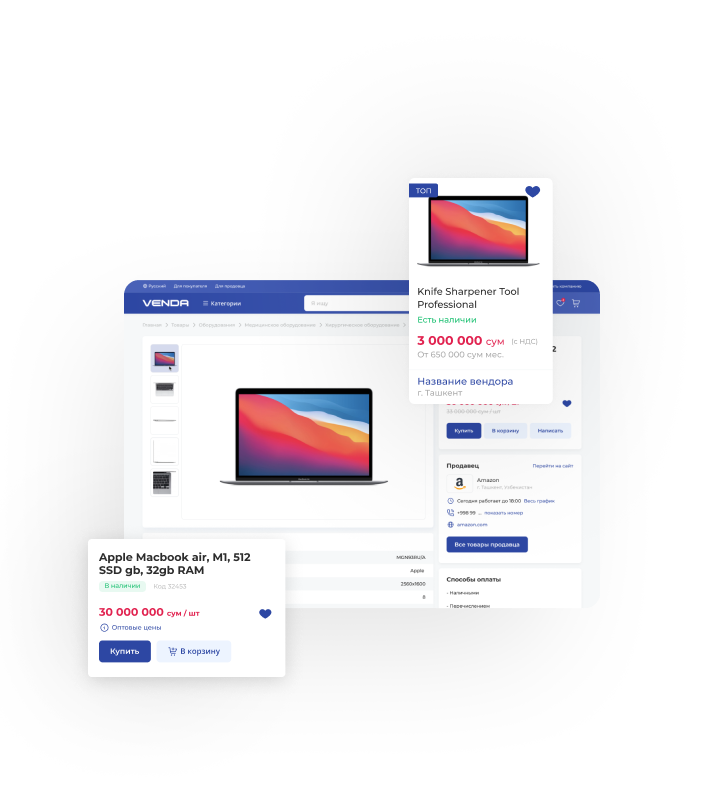 ТОП
Knife Sharpener Tool
Professional
Есть наличии
3 000 000 сум (с НДС)
От 650 000 сум мес.
Название вендора
г. Ташкент
Русский Для покупателя Для продавца
VENDA Категории Я ищу
Главная Товары Оборудование Медицинское оборудование Хирургическое оборудование
2
Купить В корзину Написать
Продавец Перейти на сайт
Amazon
г. Ташкент, Узбекистан
Сегодня работает до 18:00 Весь график
+998 99 ... показать номер
amazon.com
Все товары продавца
Способы оплаты
- Наличными
- Перечислением
MGN93RU/A
Apple
2560x1600
8
Apple Macbook air, M1, 512
SSD gb, 32gb RAM
В наличии Код 32453
30 000 000 сум / шт
Оптовые цены
Купить В корзину